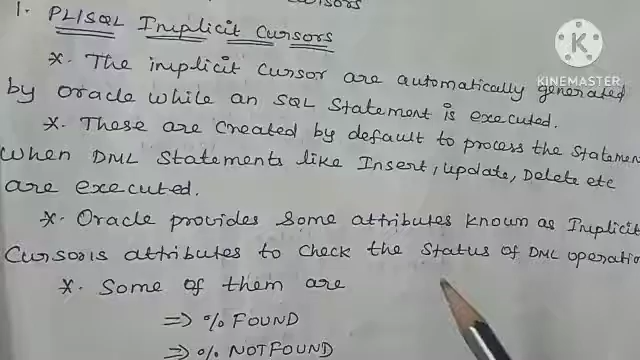 1. PL/SQL Implicit Cursors
*. The implicit cursor are automatically generated
by oracle while an SQL Statement is executed.
*. These are created by default to process the Statemen
when DML Statements like Insert, update, Delete etc
are executed.
*. Oracle provides some attributes known as Implicit
Cursor is attributes to check the Status of DML operation
*. Some of them are
⇒ % FOUND
⇒ % NOTFOUND
K
KINEMASTER